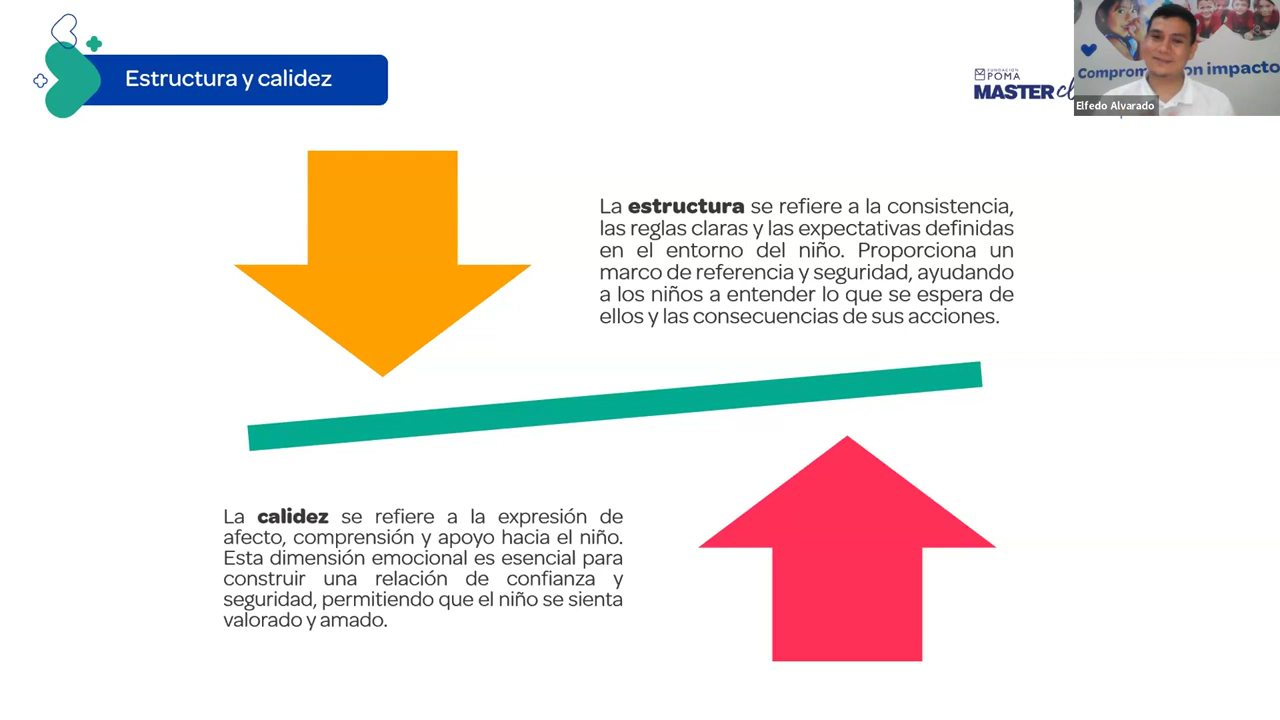 Estructura y calidez
FUNDACIÓN
POMA
MASTER cl
Comprom on impacto
Elfedo Alvarado
La estructura se refiere a la consistencia,
las reglas claras y las expectativas definidas
en el entorno del niño. Proporciona un
marco de referencia y seguridad, ayudando
a los niños a entender lo que se espera de
ellos y las consecuencias de sus acciones.
La calidez se refiere a la expresión de
afecto, comprensión y apoyo hacia el niño.
Esta dimensión emocional es esencial para
construir una relación de confianza y
seguridad, permitiendo que el niño se sienta
valorado y amado.